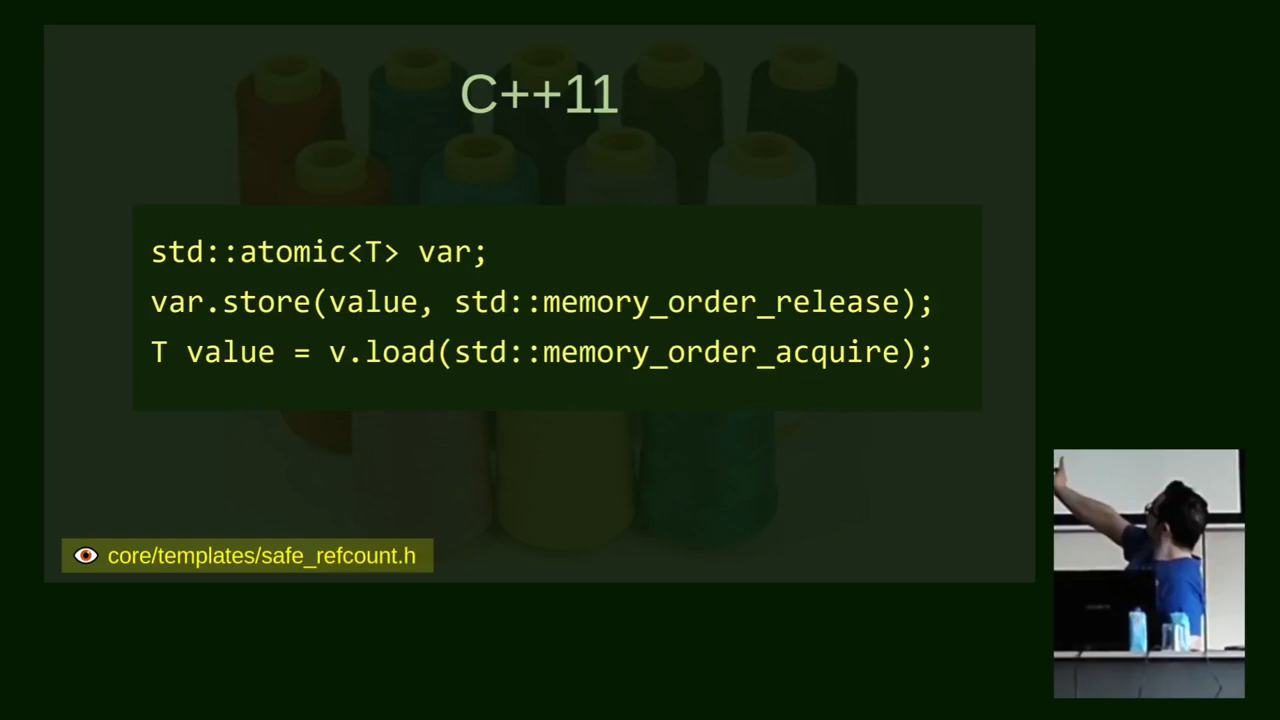 C++11
std::atomic<T> var;
var.store(value, std::memory_order_release);
T value = v.load(std::memory_order_acquire);
core/templates/safe_refcount.h